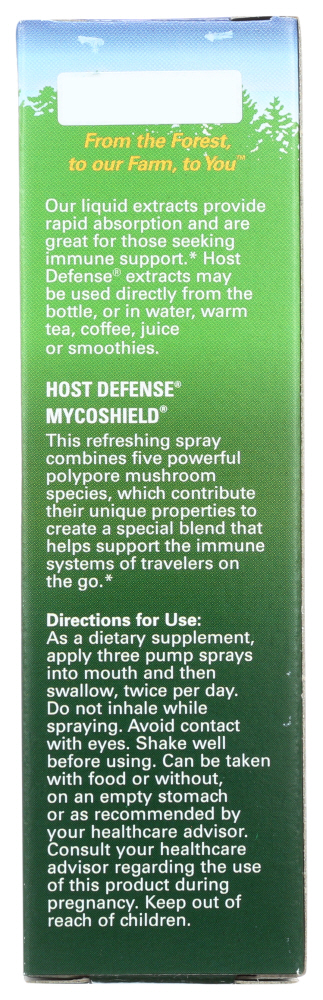 From the Forest,
to our Farm, to You™
Our liquid extracts provide
rapid absorption and are
great for those seeking
immune support.* Host
Defense® extracts may
be used directly from the
bottle, or in water, warm
tea, coffee, juice
or smoothies.
HOST DEFENSE®
MYCOSHIELD®
This refreshing spray
combines five powerful
polypore mushroom
species, which contribute
their unique properties to
create a special blend that
helps support the immune
systems of travelers on
the go.*
Directions for Use:
As a dietary supplement,
apply three pump sprays
into mouth and then
swallow, twice per day.
Do not inhale while
spraying. Avoid contact
with eyes. Shake well
before using. Can be taken
with food or without,
on an empty stomach
or as recommended by
your healthcare advisor.
Consult your healthcare
advisor regarding the use
of this product during
pregnancy. Keep out of
reach of children.